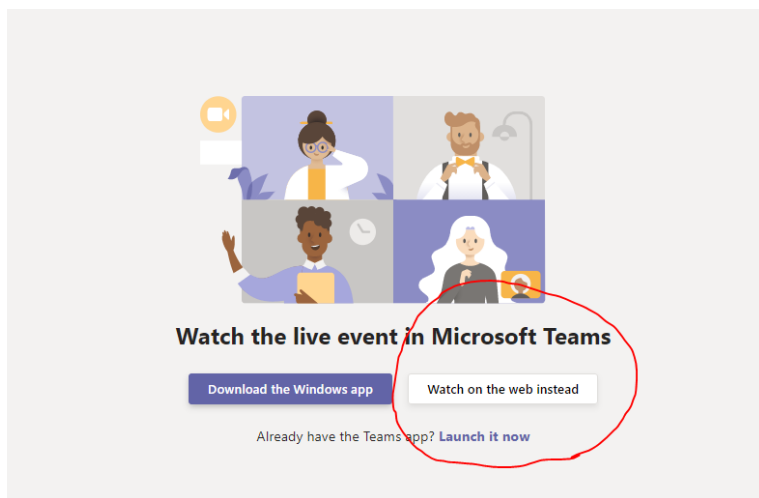 Watch the live event in Microsoft Teams
Download the Windows app
Watch on the web instead
Already have the Teams app? Launch it now